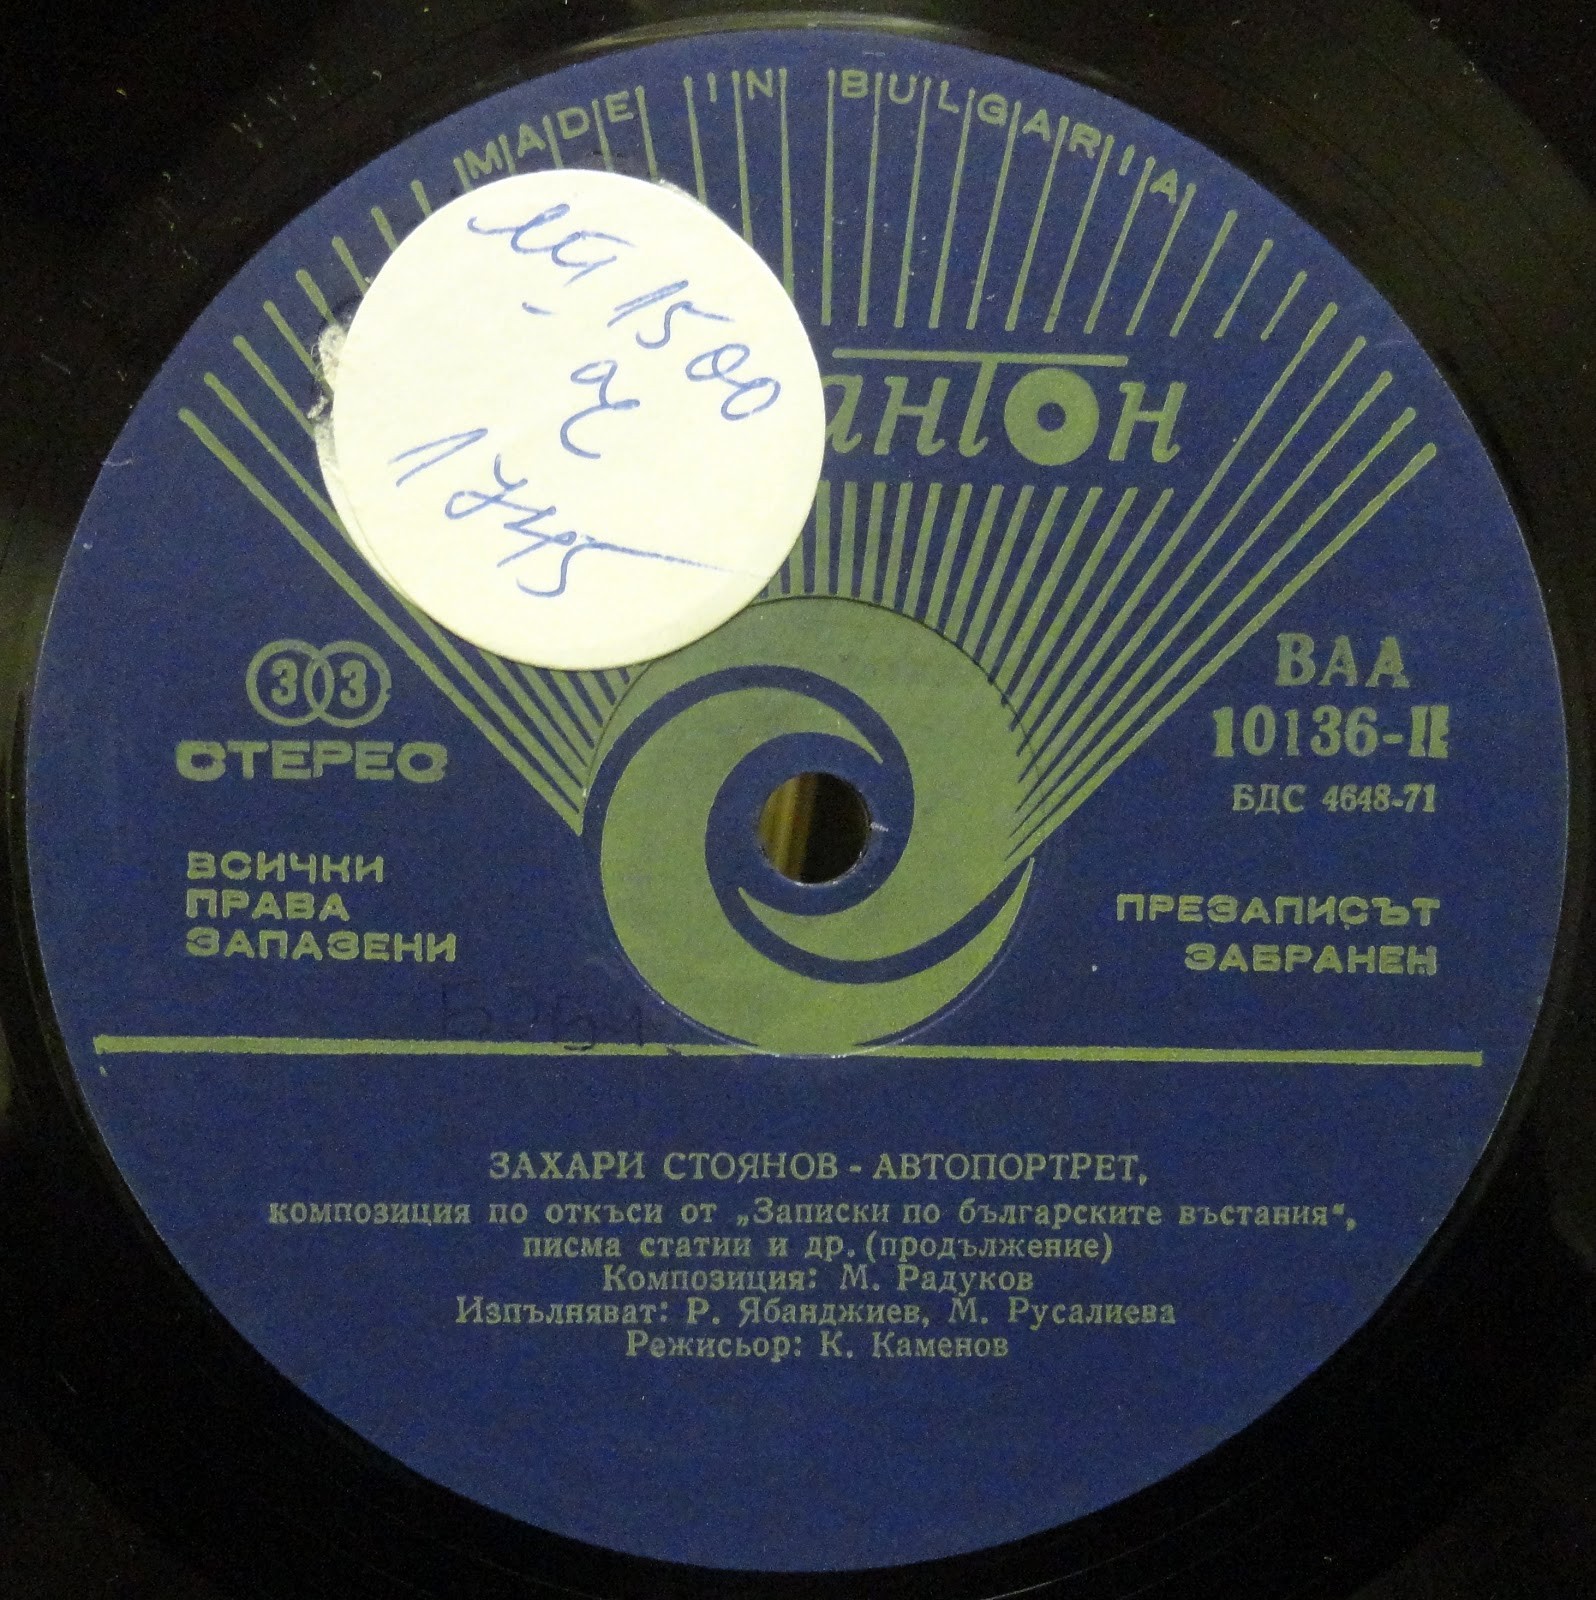 MADE IN BULGARIA
1500
1745
антон
33
СТЕРЕО
ВАА
10136-II
БДС 4648-71
ВСИЧКИ
ПРАВА
ЗАПАЗЕНИ
ПРЕЗАПИСЪТ
ЗАБРАНЕН
ЗАХАРИ СТОЯНОВ - АВТОПОРТРЕТ,
композиция по откъси от „Записки по българските въстания“,
писма статии и др. (продължение)
Композиция: М. Радуков
Изпълняват: Р. Ябанджиев, М. Русалиева
Режисьор: К. Каменов